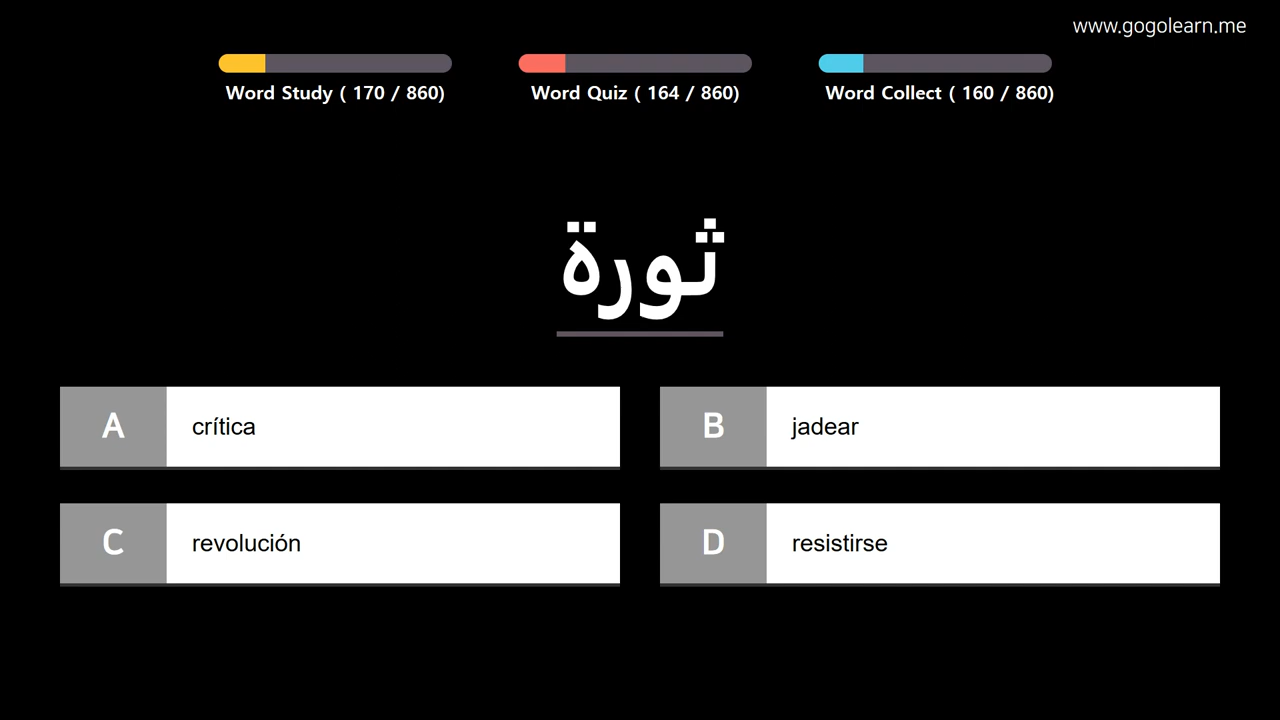 www.gogolearn.me
Word Study ( 170 / 860)
Word Quiz ( 164 / 860)
Word Collect ( 160 / 860)
ثورة
A crítica
B jadear
C revolución
D resistirse